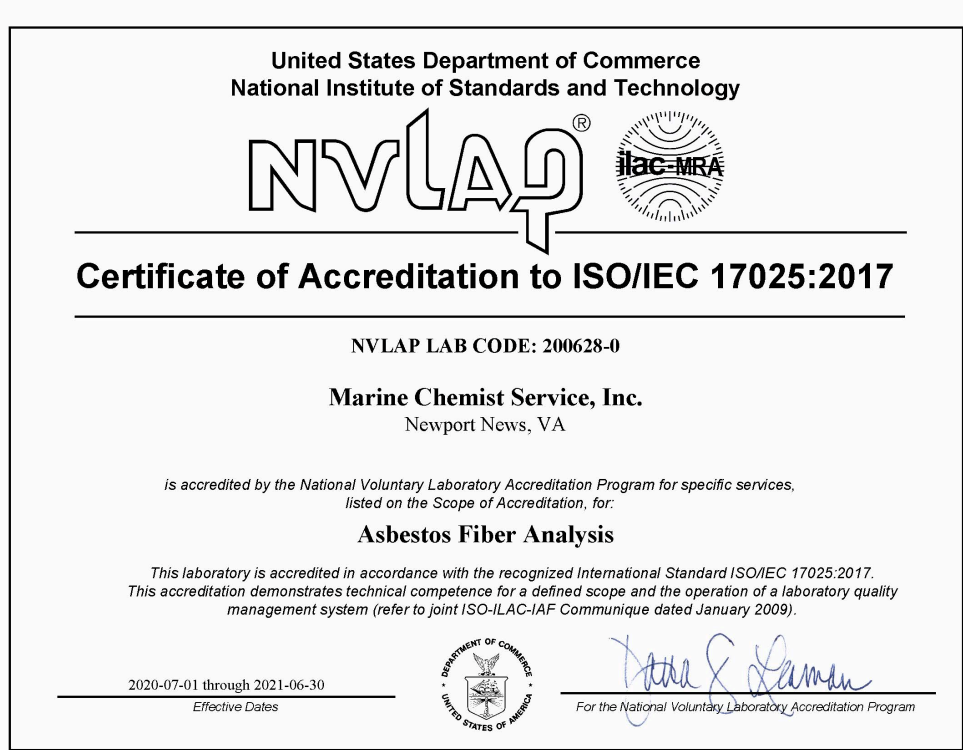 United States Department of Commerce
National Institute of Standards and Technology
NVLAP®
ilac-MRA
Certificate of Accreditation to ISO/IEC 17025:2017
NVLAP LAB CODE: 200628-0
Marine Chemist Service, Inc.
Newport News, VA
is accredited by the National Voluntary Laboratory Accreditation Program for specific services,
listed on the Scope of Accreditation, for:
Asbestos Fiber Analysis
This laboratory is accredited in accordance with the recognized International Standard ISO/IEC 17025:2017.
This accreditation demonstrates technical competence for a defined scope and the operation of a laboratory quality
management system (refer to joint ISO-ILAC-IAF Communique dated January 2009).
2020-07-01 through 2021-06-30
Effective Dates
DEPARTMENT OF COMMERCE
UNITED STATES OF AMERICA
For the National Voluntary Laboratory Accreditation Program